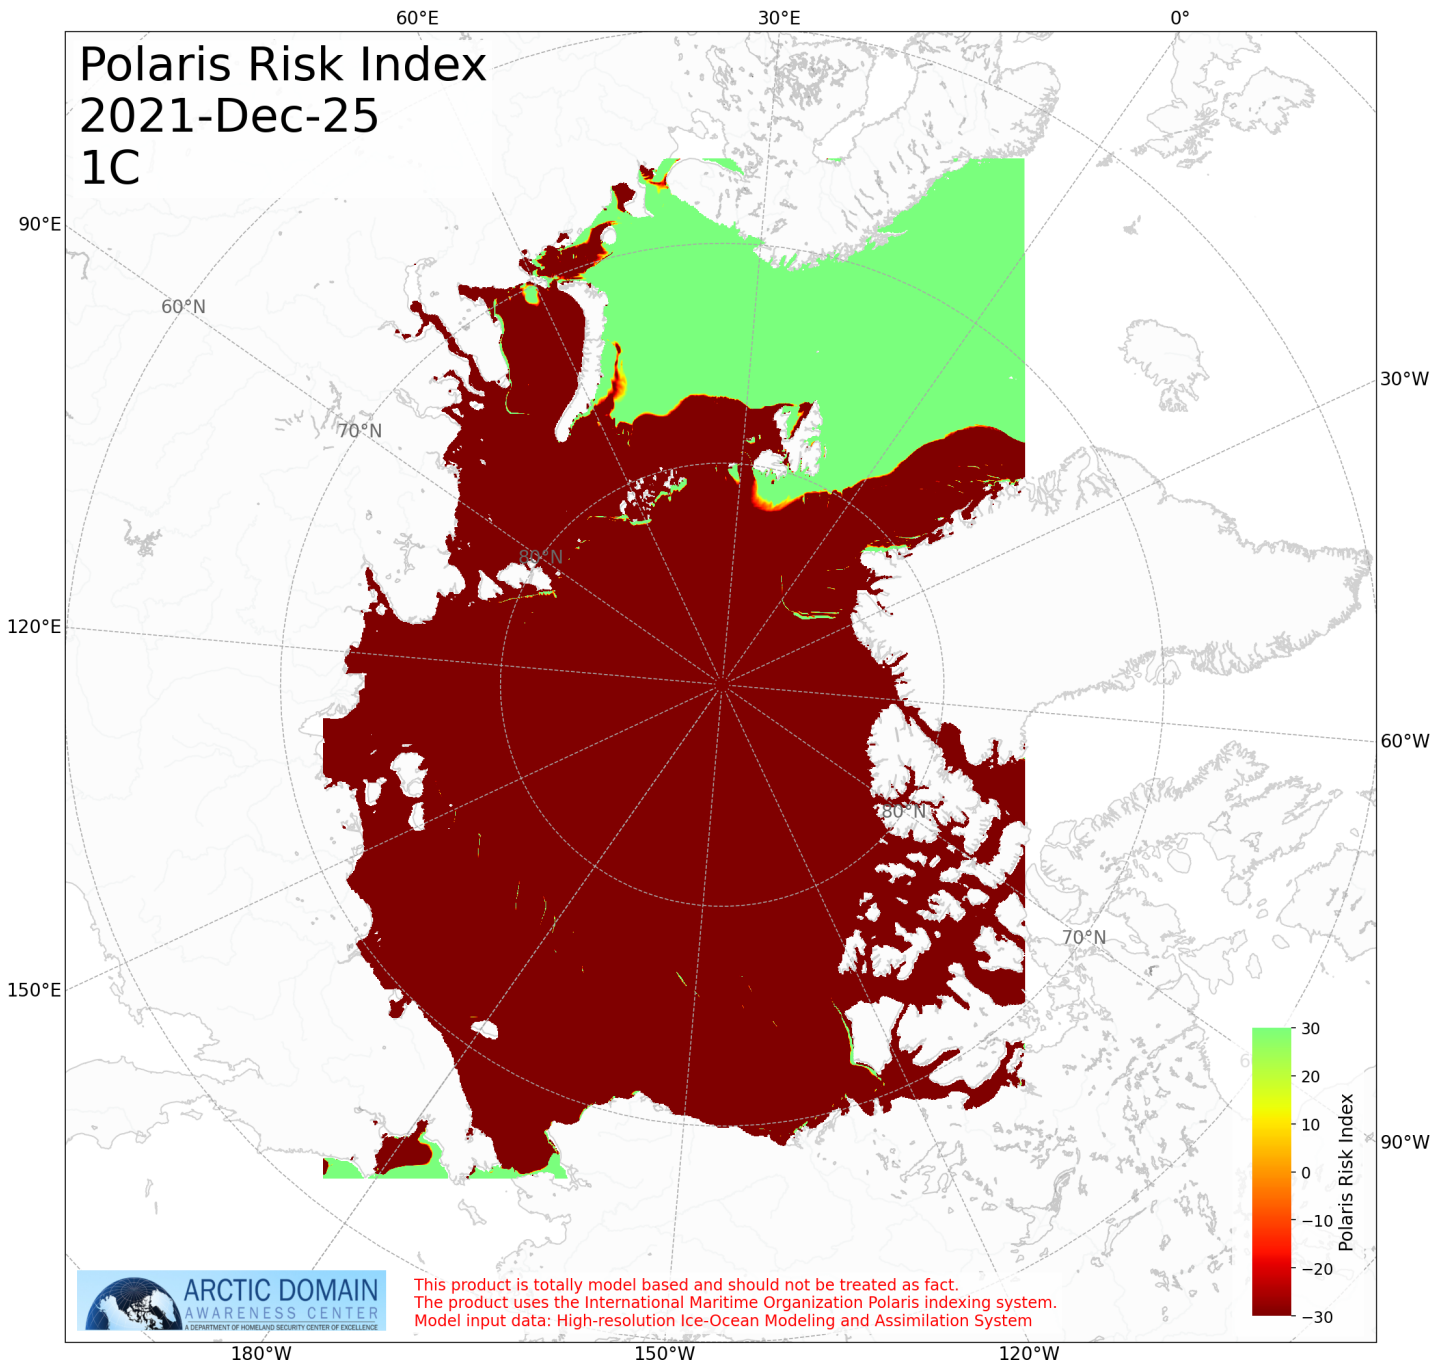 60°E
30°E
0°
Polaris Risk Index
2021-Dec-25
1C
90°E
60°N
30°W
70°N
80°N
120°E
60°W
80°N
70°N
150°E
30
20
10
0
−10
−20
−30
Polaris Risk Index
90°W
ARCTIC DOMAIN
AWARENESS CENTER
A DEPARTMENT OF HOMELAND SECURITY CENTER OF EXCELLENCE
This product is totally model based and should not be treated as fact.
The product uses the International Maritime Organization Polaris indexing system.
Model input data: High-resolution Ice-Ocean Modeling and Assimilation System
180°W
150°W
120°W